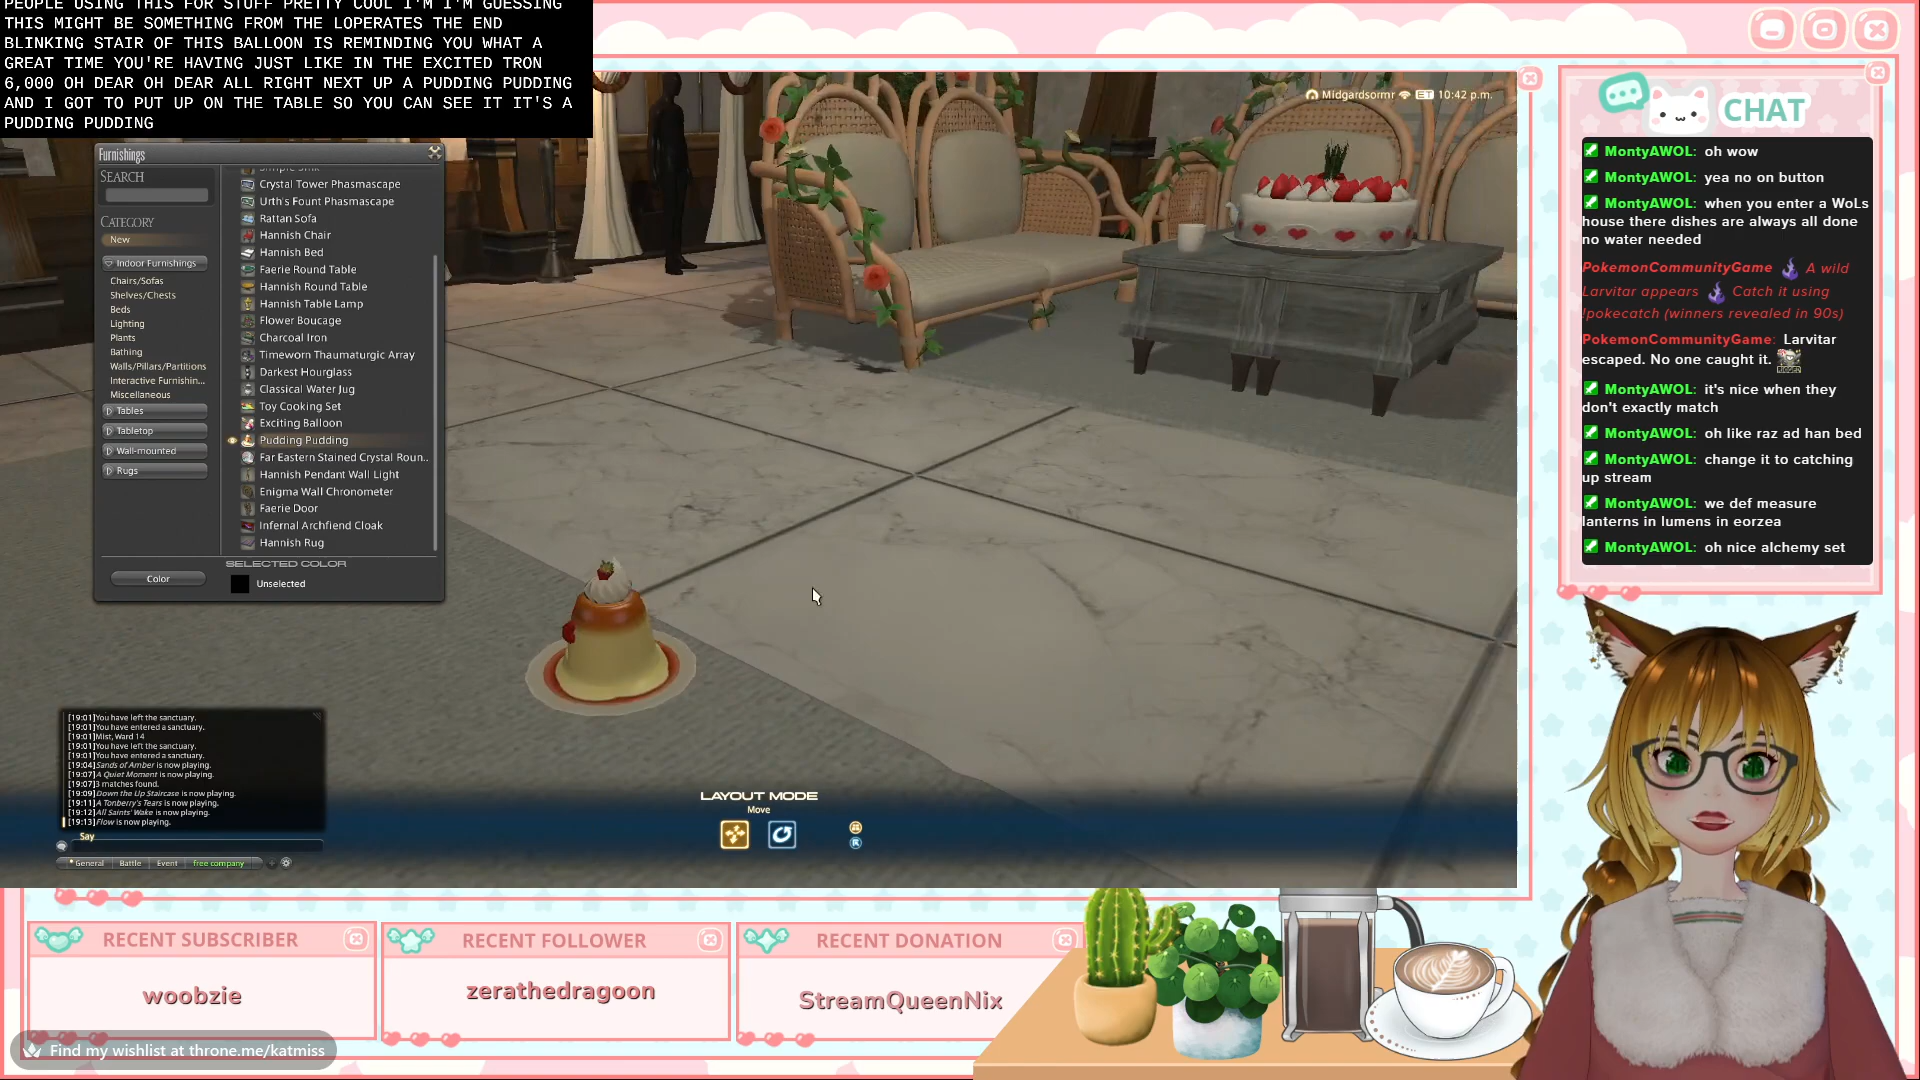 PEOPLE USING THIS FOR STUFF PRETTY COOL I'M I'M GUESSING
THIS MIGHT BE SOMETHING FROM THE LOPERATES THE END
BLINKING STAIR OF THIS BALLOON IS REMINDING YOU WHAT A
GREAT TIME YOU'RE HAVING JUST LIKE IN THE EXCITED TRON
6,000 OH DEAR OH DEAR ALL RIGHT NEXT UP A PUDDING PUDDING
AND I GOT TO PUT UP ON THE TABLE SO YOU CAN SEE IT IT'S A
PUDDING PUDDING
Midgardsormr ET 10:42 p.m.
Furnishings
SEARCH
CATEGORY
New
Indoor Furnishings
Chairs/Sofas
Shelves/Chests
Beds
Lighting
Plants
Bathing
Walls/Pillars/Partitions
Interactive Furnishin...
Miscellaneous
Tables
Tabletop
Wall-mounted
Rugs
Simple Sink
Crystal Tower Phasmascape
Urth's Fount Phasmascape
Rattan Sofa
Hannish Chair
Hannish Bed
Faerie Round Table
Hannish Round Table
Hannish Table Lamp
Flower Boucage
Charcoal Iron
Timeworn Thaumaturgic Array
Darkest Hourglass
Classical Water Jug
Toy Cooking Set
Exciting Balloon
Pudding Pudding
Far Eastern Stained Crystal Roun..
Hannish Pendant Wall Light
Enigma Wall Chronometer
Faerie Door
Infernal Archfiend Cloak
Hannish Rug
SELECTED COLOR
Color
Unselected
[19:01]You have left the sanctuary.
[19:01]You have entered a sanctuary.
[19:01]Mist, Ward 14
[19:01]You have left the sanctuary.
[19:01]You have entered a sanctuary.
[19:04]Sands of Amber is now playing.
[19:07]A Quiet Moment is now playing.
[19:07]3 matches found.
[19:09]Down the Up Staircase is now playing.
[19:11]A Tonberry's Tears is now playing.
[19:12]All Saints' Wake is now playing.
[19:13]Flow is now playing.
Say
General Battle Event free company
LAYOUT MODE
Move
CHAT
MontyAWOL: oh wow
MontyAWOL: yea no on button
MontyAWOL: when you enter a WoLs
house there dishes are always all done
no water needed
PokemonCommunityGame A wild
Larvitar appears Catch it using
!pokecatch (winners revealed in 90s)
PokemonCommunityGame: Larvitar
escaped. No one caught it.
MontyAWOL: it's nice when they
don't exactly match
MontyAWOL: oh like raz ad han bed
MontyAWOL: change it to catching
up stream
MontyAWOL: we def measure
lanterns in lumens in eorzea
MontyAWOL: oh nice alchemy set
RECENT SUBSCRIBER
woobzie
RECENT FOLLOWER
zerathedragoon
RECENT DONATION
StreamQueenNix
Find my wishlist at throne.me/katmiss